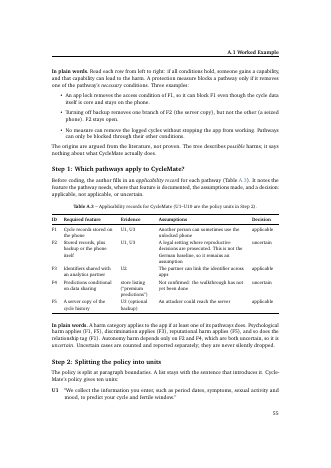 A.1 Worked Example
In plain words. Read each row from left to right: if all conditions hold, someone gains a capability,
and that capability can lead to the harm. A protection measure blocks a pathway only if it removes
one of the pathway's necessary conditions. Three examples:
• An app lock removes the access condition of F1, so it can block F1 even though the cycle data
itself is core and stays on the phone.
• Turning off backup removes one branch of F2 (the server copy), but not the other (a seized
phone). F2 stays open.
• No measure can remove the logged cycles without stopping the app from working. Pathways
can only be blocked through their other conditions.
The origins are argued from the literature, not proven. The tree describes possible harms; it says
nothing about what CycleMate actually does.
Step 1: Which pathways apply to CycleMate?
Before coding, the author fills in an applicability record for each pathway (Table A.3). It notes the
feature the pathway needs, where that feature is documented, the assumptions made, and a decision:
applicable, not applicable, or uncertain.
Table A.3 – Applicability records for CycleMate (U1–U10 are the policy units in Step 2).
ID Required feature Evidence Assumptions Decision
F1 Cycle records stored on the phone U1, U3 Another person can sometimes use the unlocked phone applicable
F2 Stored records, plus backup or the phone itself U1, U3 A legal setting where reproductive decisions are prosecuted. This is not the German baseline, so it remains an assumption uncertain
F3 Identifiers shared with an analytics partner U2 The partner can link the identifier across apps applicable
F4 Predictions conditional on data sharing store listing ("premium predictions") Not confirmed: the walkthrough has not yet been done uncertain
F5 A server copy of the cycle history U3 (optional backup) An attacker could reach the server applicable
In plain words. A harm category applies to the app if at least one of its pathways does. Psychological
harm applies (F1, F5), discrimination applies (F3), reputational harm applies (F5), and so does the
relationship tag (F1). Autonomy harm depends only on F2 and F4, which are both uncertain, so it is
uncertain. Uncertain cases are counted and reported separately; they are never silently dropped.
Step 2: Splitting the policy into units
The policy is split at paragraph boundaries. A list stays with the sentence that introduces it. Cycle-
Mate's policy gives ten units:
U1 "We collect the information you enter, such as period dates, symptoms, sexual activity and
mood, to predict your cycle and fertile window."
55